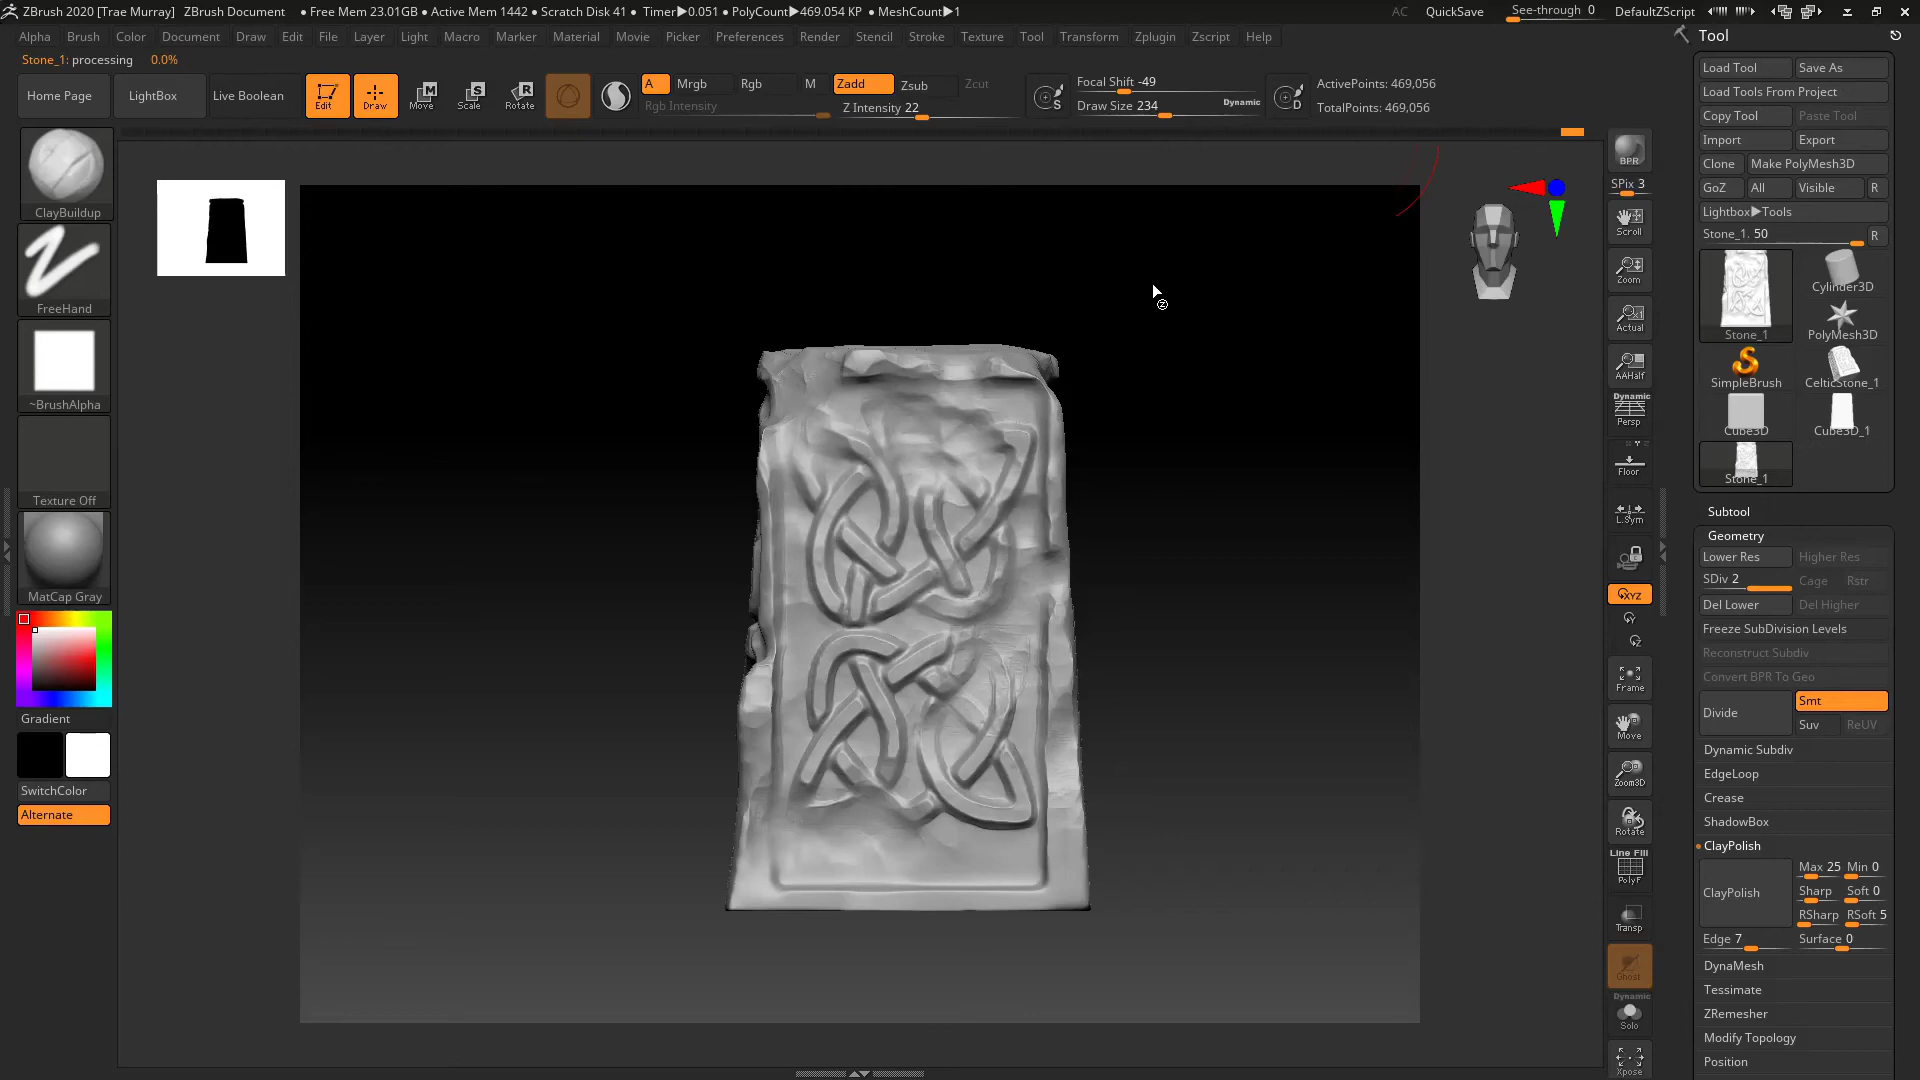 ZBrush 2020 [Trae Murray] ZBrush Document ● Free Mem 23.01GB ● Active Mem 1442 ● Scratch Disk 41 ● Timer▶0.051 ● PolyCount▶469.054 KP ● MeshCount▶1 AC QuickSave See-through 0 DefaultZScript
Alpha Brush Color Document Draw Edit File Layer Light Macro Marker Material Movie Picker Preferences Render Stencil Stroke Texture Tool Transform Zplugin Zscript Help
Stone_1: processing 0.0%
Home Page LightBox Live Boolean Edit Draw Move Scale Rotate
A Mrgb Rgb M Zadd Zsub Zcut
Rgb Intensity Z Intensity 22
Focal Shift -49
Draw Size 234 Dynamic
ActivePoints: 469,056
TotalPoints: 469,056
ClayBuildup
FreeHand
~BrushAlpha
Texture Off
MatCap Gray
Gradient
SwitchColor
Alternate
BPR
SPix 3
Scroll
Zoom
Actual
AAHalf
Dynamic
Persp
Floor
L.Sym
XYZ
Frame
Move
Zoom3D
Rotate
Line Fill
PolyF
Transp
Ghost
Dynamic
Solo
Xpose
Tool
Load Tool Save As
Load Tools From Project
Copy Tool Paste Tool
Import Export
Clone Make PolyMesh3D
GoZ All Visible R
Lightbox▶Tools
Stone_1. 50 R
Stone_1 Cylinder3D
PolyMesh3D
SimpleBrush CelticStone_1
Cube3D Cube3D_1
Stone_1
Subtool
Geometry
Lower Res Higher Res
SDiv 2 Cage Rstr
Del Lower Del Higher
Freeze SubDivision Levels
Reconstruct Subdiv
Convert BPR To Geo
Divide Smt
Suv ReUV
Dynamic Subdiv
EdgeLoop
Crease
ShadowBox
ClayPolish
ClayPolish Max 25 Min 0
Sharp Soft 0
RSharp RSoft 5
Edge 7 Surface 0
DynaMesh
Tessimate
ZRemesher
Modify Topology
Position